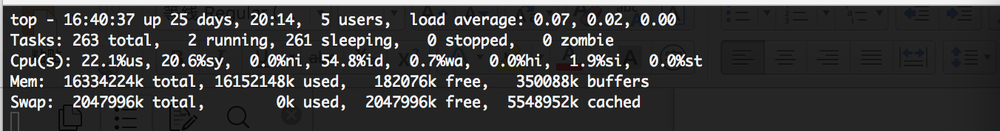 top - 16:40:37 up 25 days, 20:14,  5 users,  load average: 0.07, 0.02, 0.00
Tasks: 263 total,   2 running, 261 sleeping,   0 stopped,   0 zombie
Cpu(s): 22.1%us, 20.6%sy,  0.0%ni, 54.8%id,  0.7%wa,  0.0%hi,  1.9%si,  0.0%st
Mem:  16334224k total, 16152148k used,   182076k free,   350088k buffers
Swap:  2047996k total,        0k used,  2047996k free,  5548952k cached